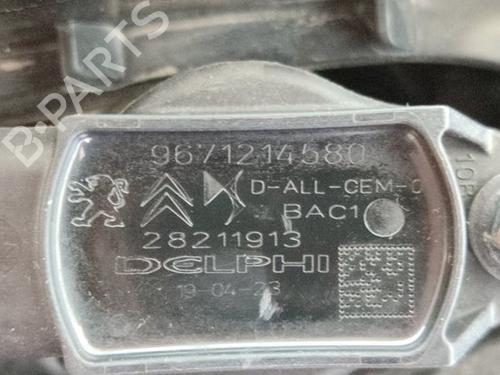 B-PARTS
9671214580
D-ALL-CEM-0
BAC1
28211913
DELPHI
19-04-23